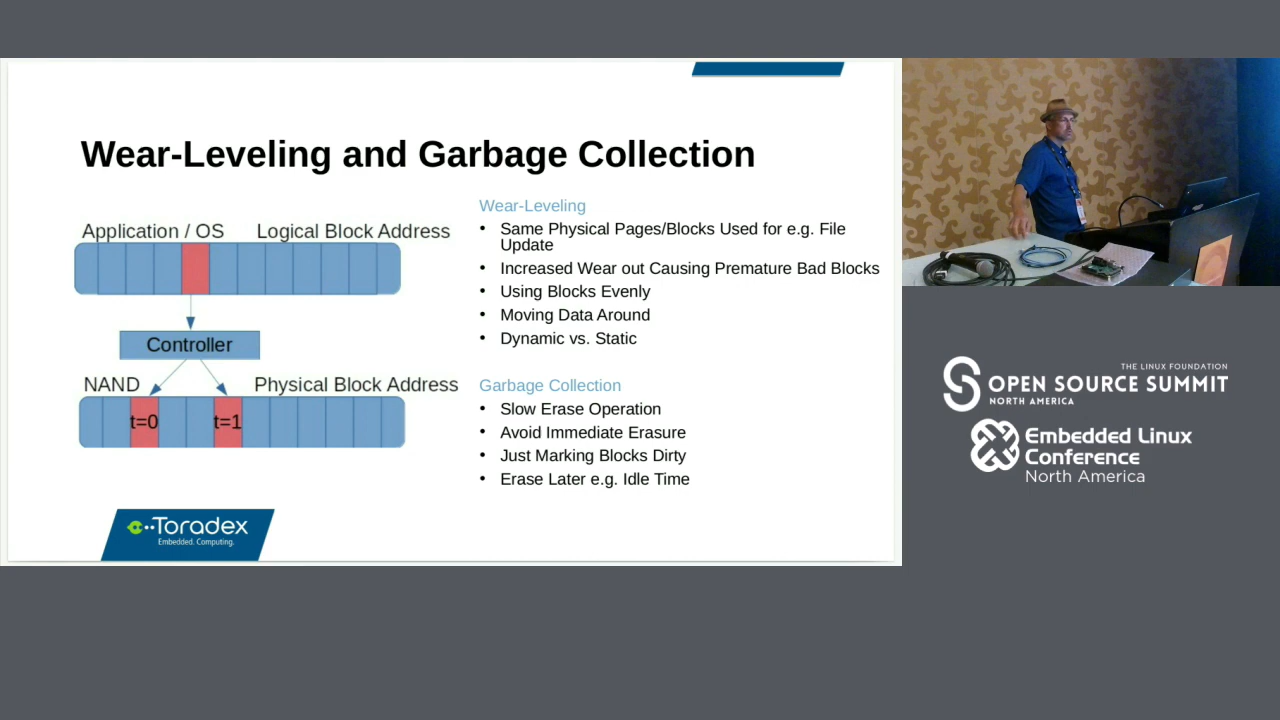 Wear-Leveling and Garbage Collection
Application / OS
Logical Block Address
Controller
NAND
Physical Block Address
t=0
t=1
Wear-Leveling
• Same Physical Pages/Blocks Used for e.g. File
Update
• Increased Wear out Causing Premature Bad Blocks
• Using Blocks Evenly
• Moving Data Around
• Dynamic vs. Static
Garbage Collection
• Slow Erase Operation
• Avoid Immediate Erasure
• Just Marking Blocks Dirty
• Erase Later e.g. Idle Time
Toradex
Embedded. Computing.
THE LINUX FOUNDATION
OPEN SOURCE SUMMIT
NORTH AMERICA
Embedded Linux
Conference
North America